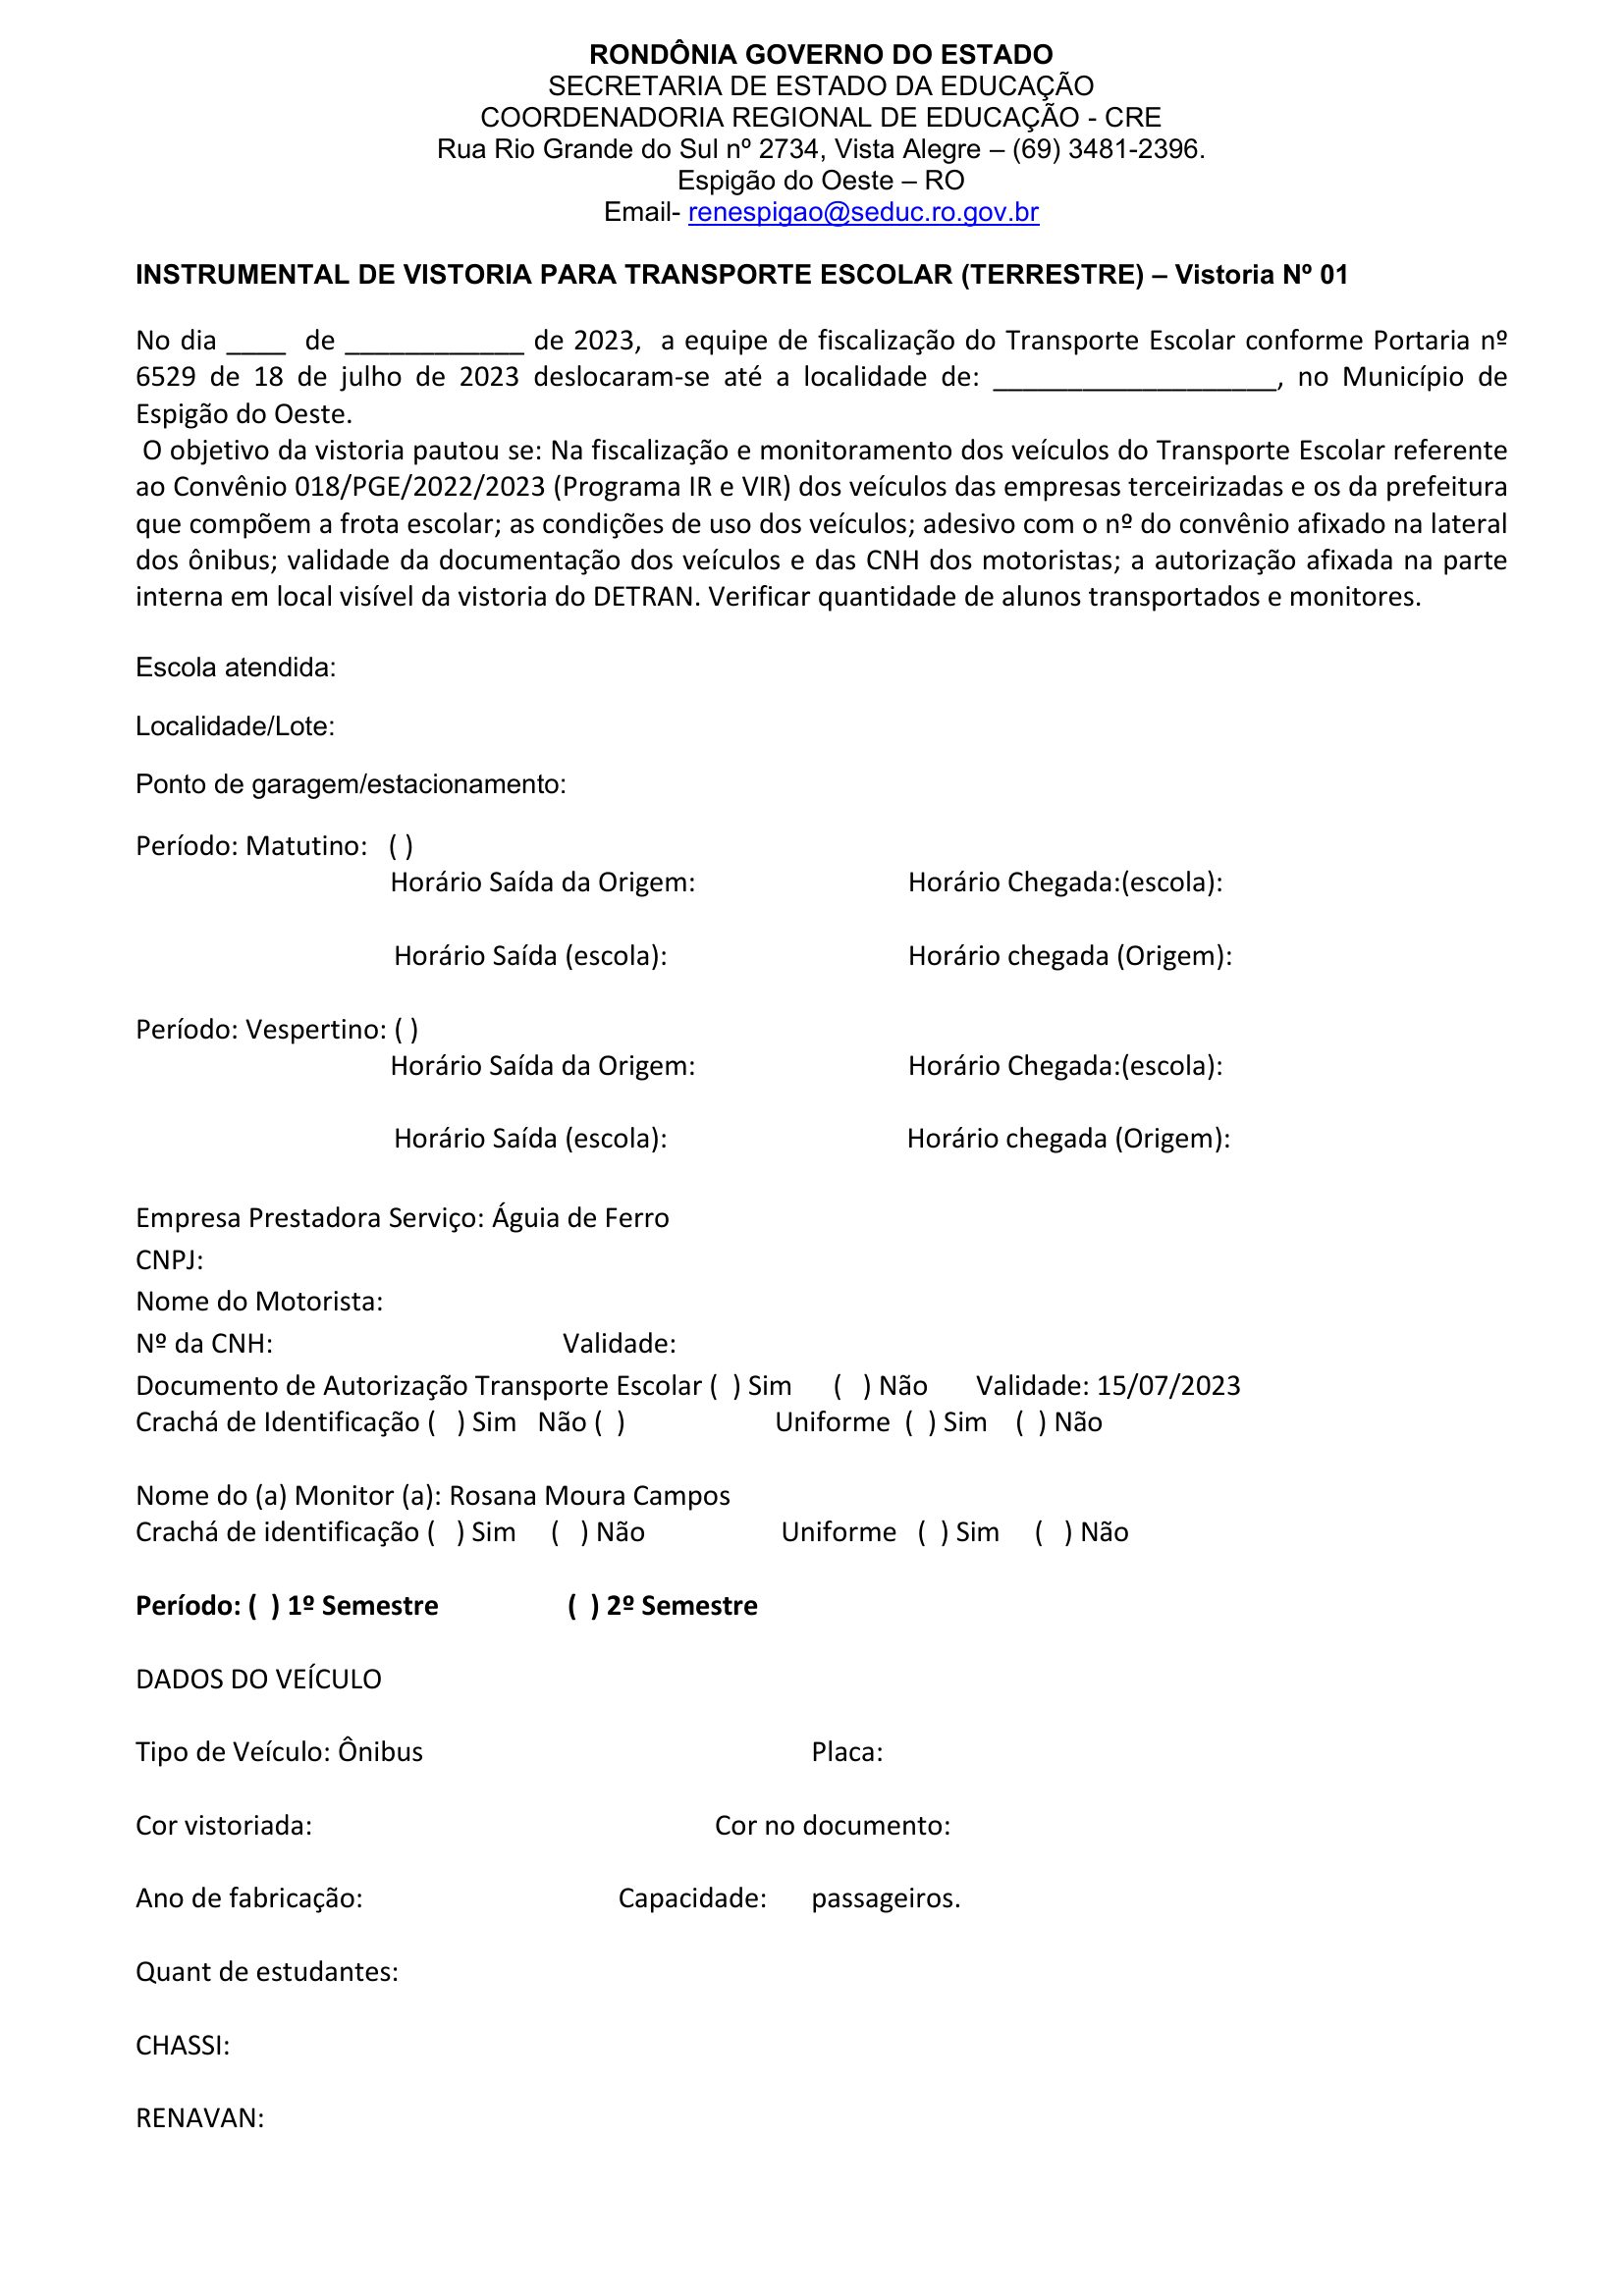 RONDÔNIA GOVERNO DO ESTADO
SECRETARIA DE ESTADO DA EDUCAÇÃO
COORDENADORIA REGIONAL DE EDUCAÇÃO - CRE
Rua Rio Grande do Sul nº 2734, Vista Alegre – (69) 3481-2396.
Espigão do Oeste – RO
Email- renespigao@seduc.ro.gov.br
INSTRUMENTAL DE VISTORIA PARA TRANSPORTE ESCOLAR (TERRESTRE) – Vistoria Nº 01
No dia ____ de ____________ de 2023, a equipe de fiscalização do Transporte Escolar conforme Portaria nº
6529 de 18 de julho de 2023 deslocaram-se até a localidade de: ___________________, no Município de
Espigão do Oeste.
O objetivo da vistoria pautou se: Na fiscalização e monitoramento dos veículos do Transporte Escolar referente
ao Convênio 018/PGE/2022/2023 (Programa IR e VIR) dos veículos das empresas terceirizadas e os da prefeitura
que compõem a frota escolar; as condições de uso dos veículos; adesivo com o nº do convênio afixado na lateral
dos ônibus; validade da documentação dos veículos e das CNH dos motoristas; a autorização afixada na parte
interna em local visível da vistoria do DETRAN. Verificar quantidade de alunos transportados e monitores.
Escola atendida:
Localidade/Lote:
Ponto de garagem/estacionamento:
Período: Matutino: ( )
Horário Saída da Origem: Horário Chegada:(escola):
Horário Saída (escola): Horário chegada (Origem):
Período: Vespertino: ( )
Horário Saída da Origem: Horário Chegada:(escola):
Horário Saída (escola): Horário chegada (Origem):
Empresa Prestadora Serviço: Águia de Ferro
CNPJ:
Nome do Motorista:
Nº da CNH: Validade:
Documento de Autorização Transporte Escolar ( ) Sim ( ) Não Validade: 15/07/2023
Crachá de Identificação ( ) Sim Não ( ) Uniforme ( ) Sim ( ) Não
Nome do (a) Monitor (a): Rosana Moura Campos
Crachá de identificação ( ) Sim ( ) Não Uniforme ( ) Sim ( ) Não
Período: ( ) 1º Semestre ( ) 2º Semestre
DADOS DO VEÍCULO
Tipo de Veículo: Ônibus Placa:
Cor vistoriada: Cor no documento:
Ano de fabricação: Capacidade: passageiros.
Quant de estudantes:
CHASSI:
RENAVAN: